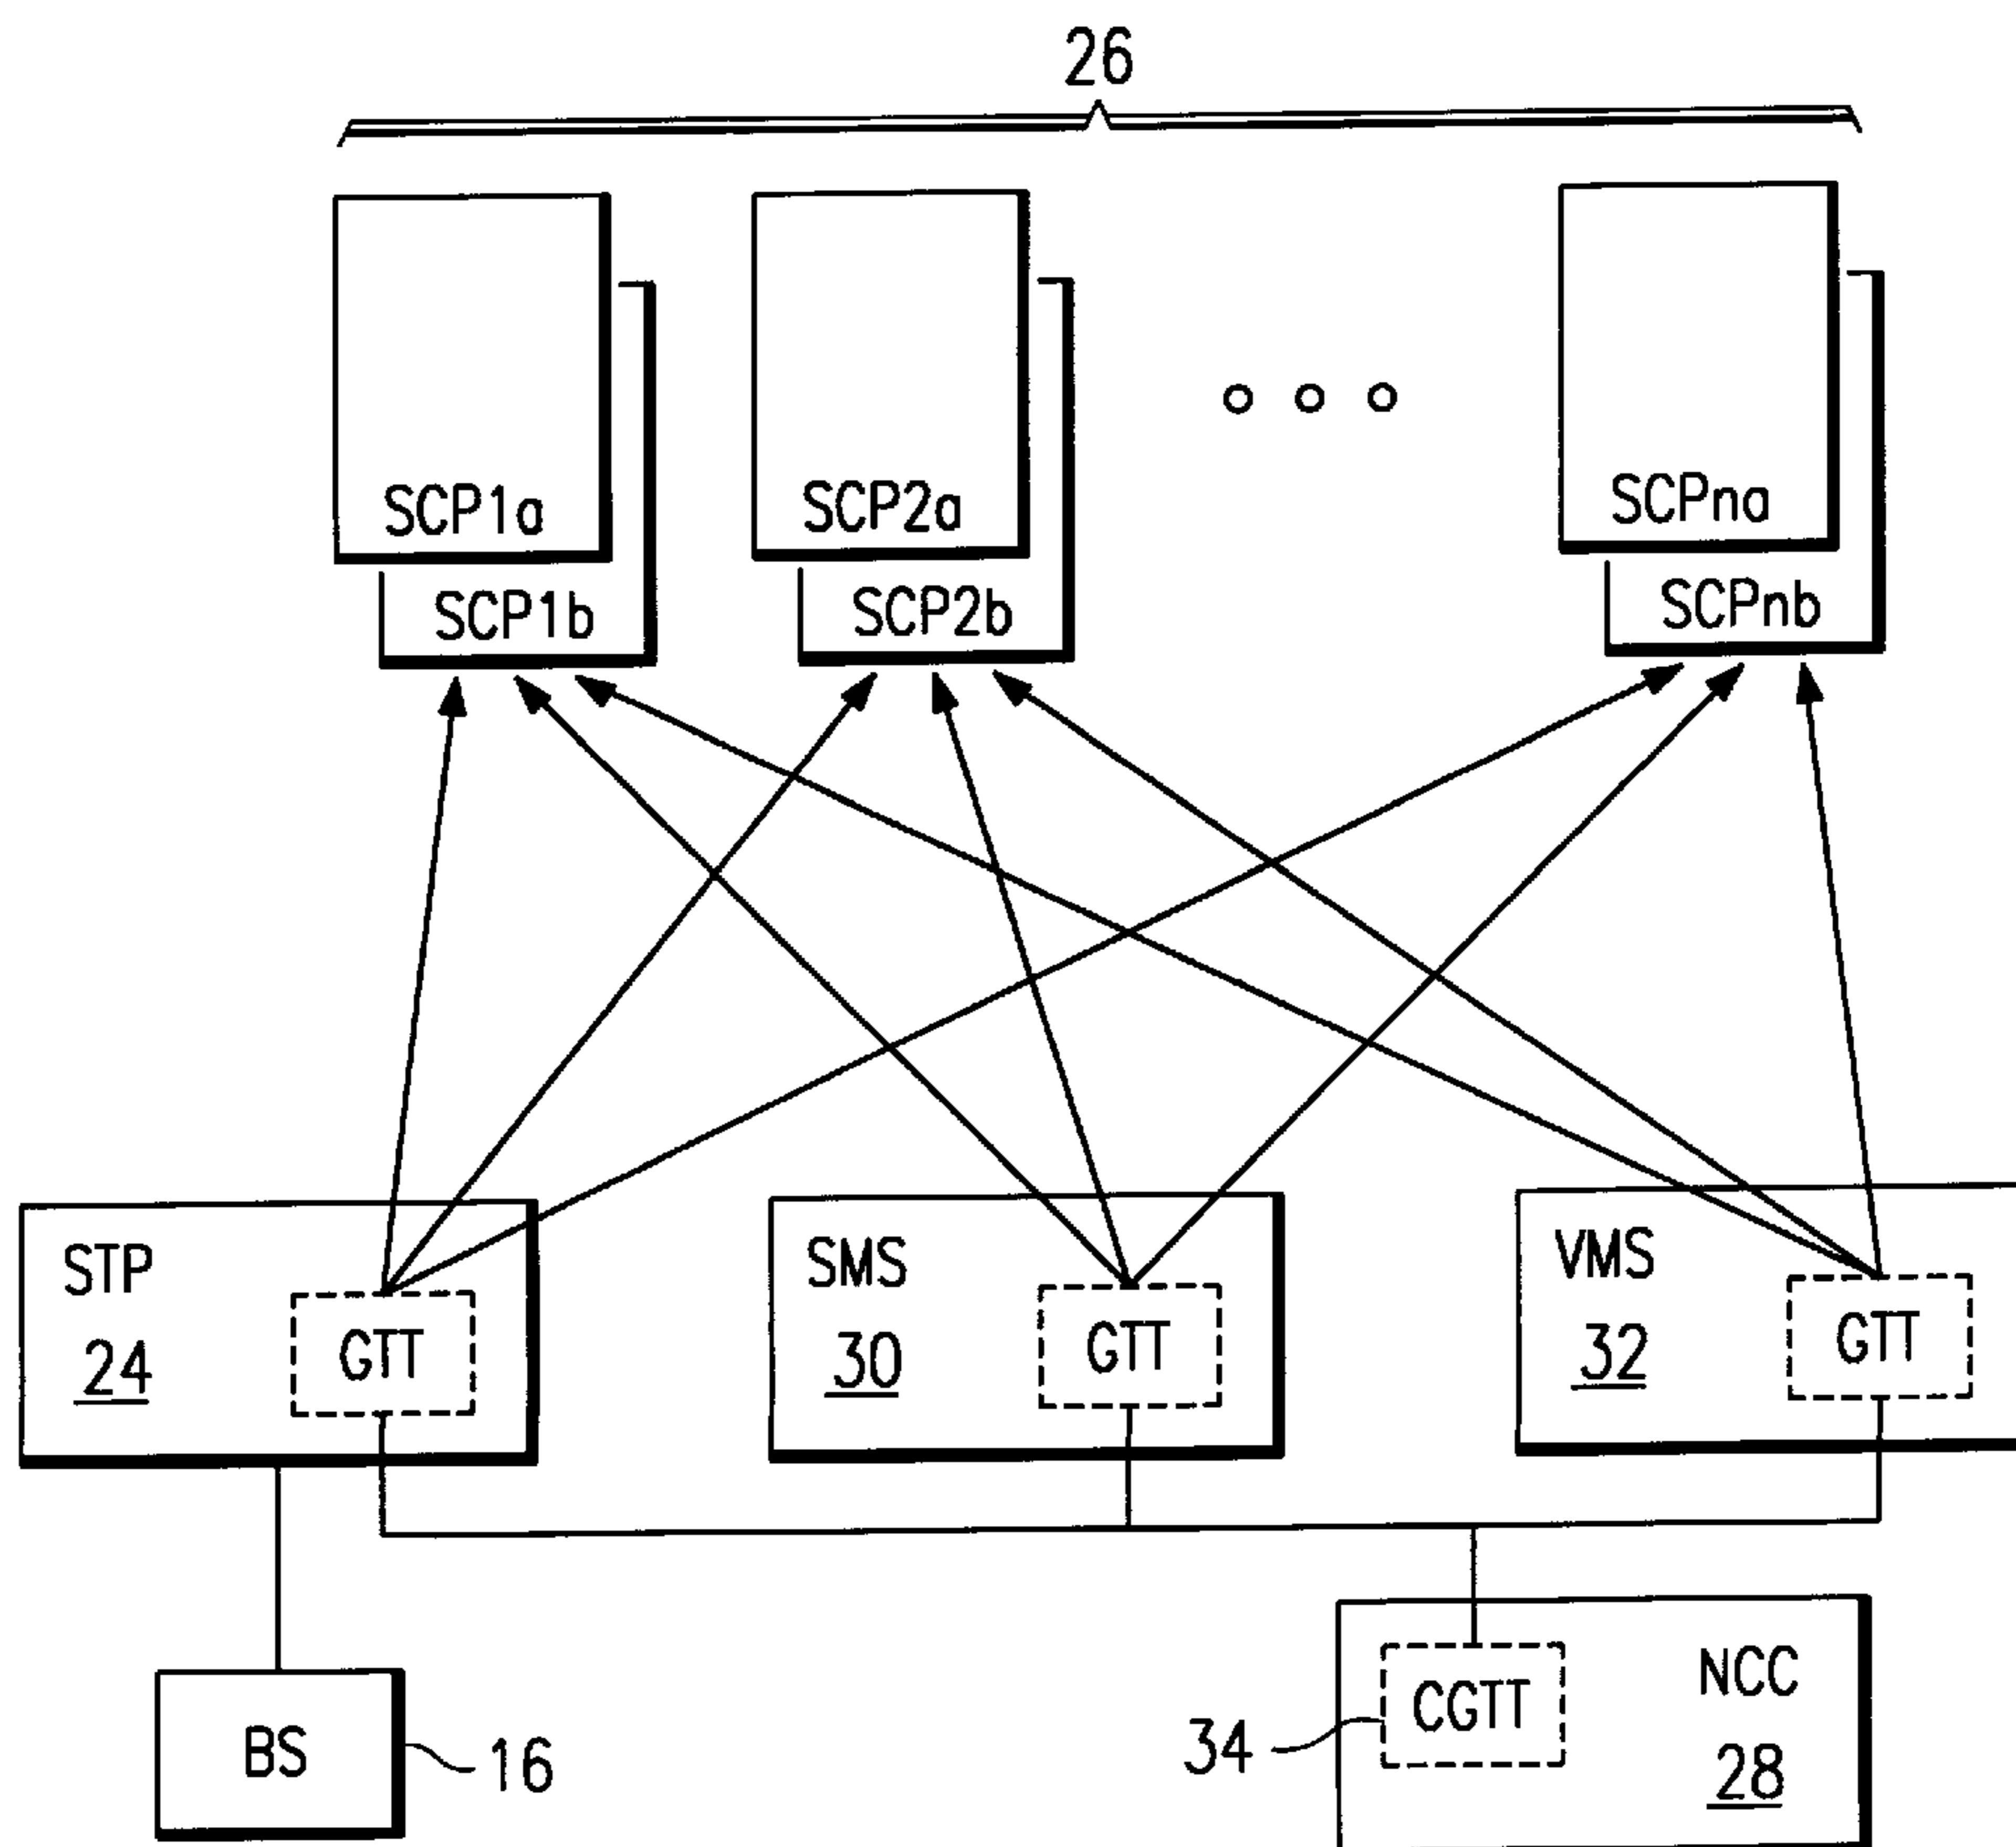 26
SCP1a
SCP2a
SCPna
SCP1b
SCP2b
SCPnb
STP
24
GTT
SMS
30
GTT
VMS
32
GTT
BS
16
34
CGTT
NCC
28